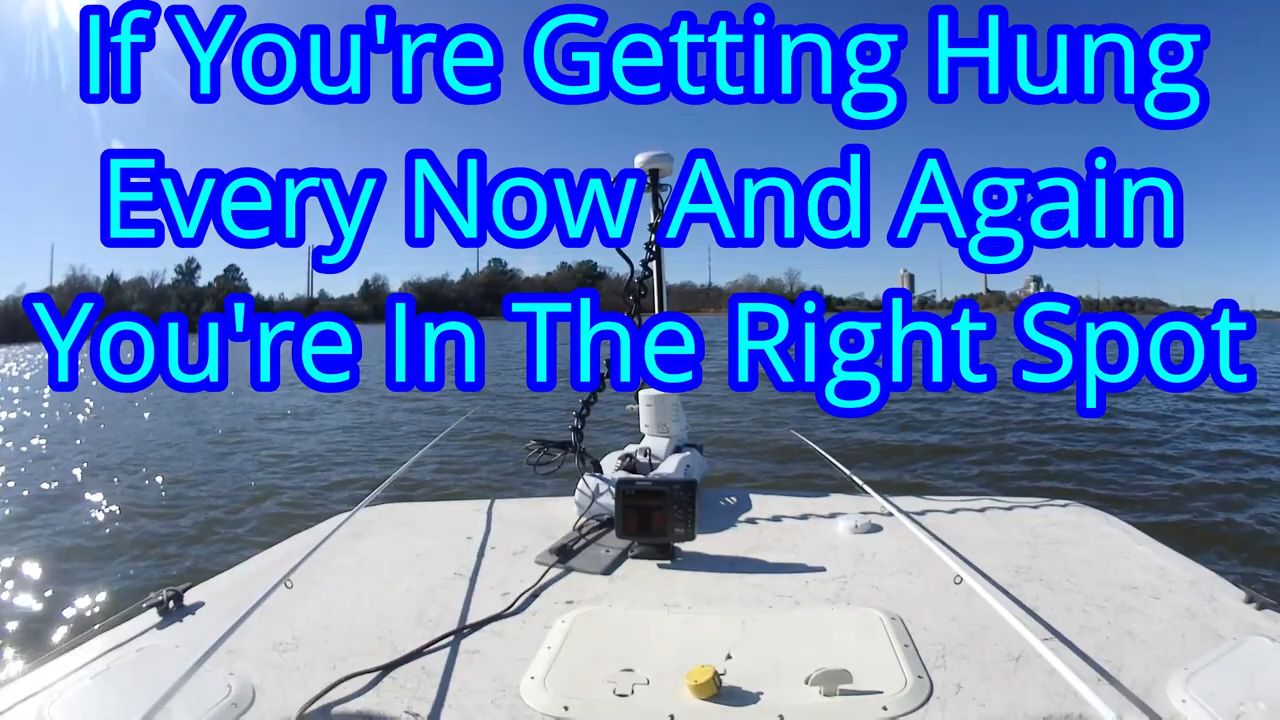 If You're Getting Hung
Every Now And Again
You're In The Right Spot